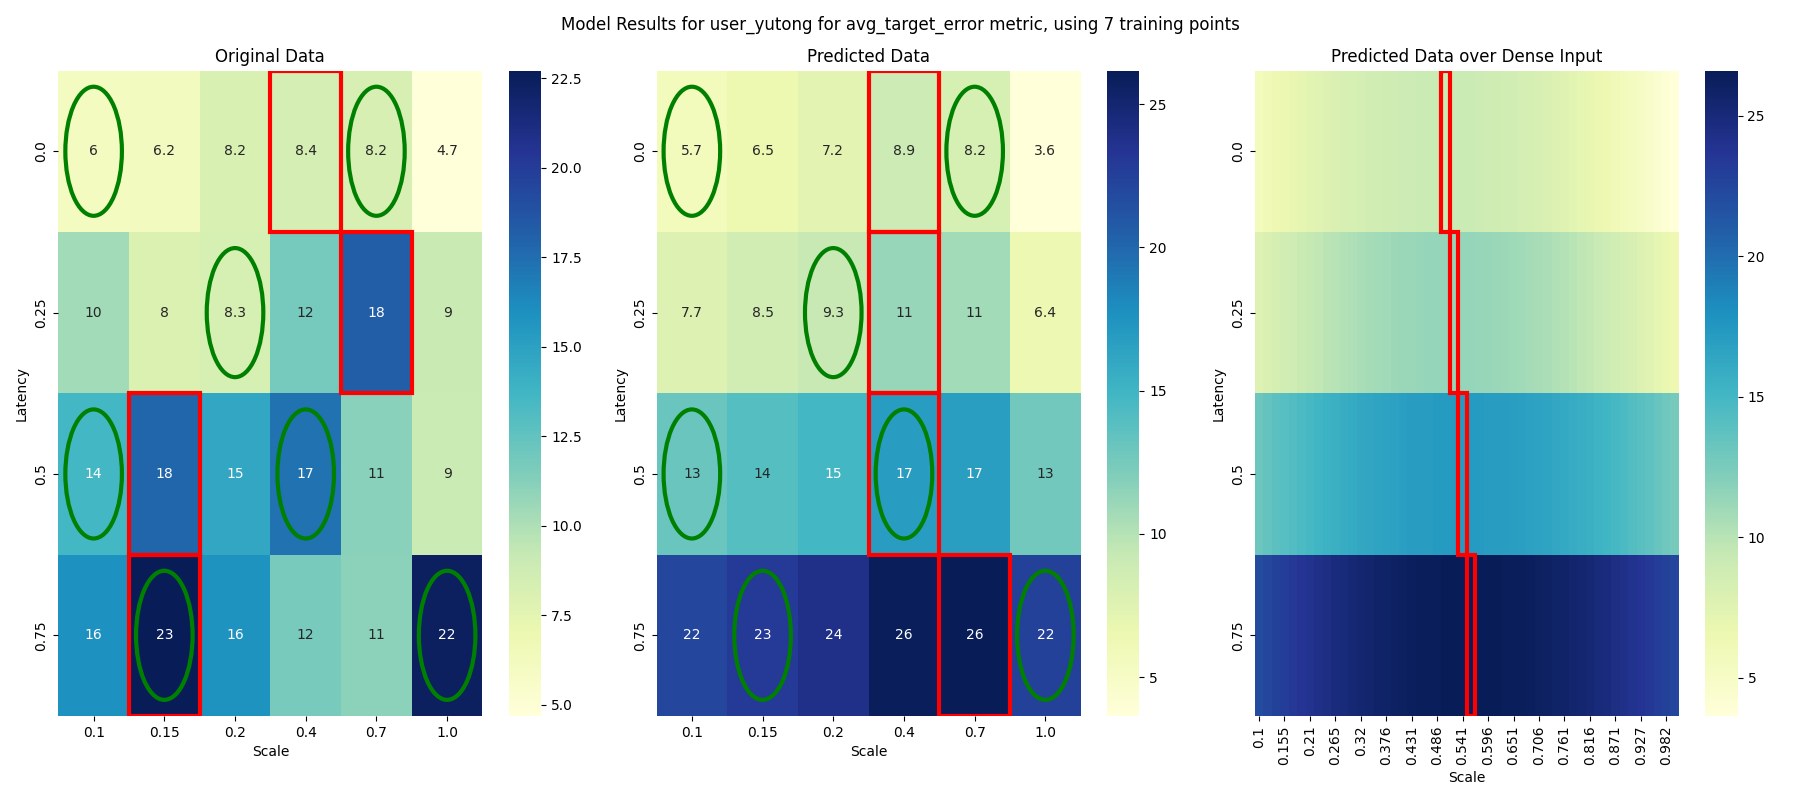 Model Results for user_yutong for avg_target_error metric, using 7 training points
Original Data
Latency
0.0 6 6.2 8.2 8.4 8.2 4.7
0.25 10 8 8.3 12 18 9
0.5 14 18 15 17 11 9
0.75 16 23 16 12 11 22
0.1 0.15 0.2 0.4 0.7 1.0
Scale
22.5
20.0
17.5
15.0
12.5
10.0
7.5
5.0
Predicted Data
Latency
0.0 5.7 6.5 7.2 8.9 8.2 3.6
0.25 7.7 8.5 9.3 11 11 6.4
0.5 13 14 15 17 17 13
0.75 22 23 24 26 26 22
0.1 0.15 0.2 0.4 0.7 1.0
Scale
25
20
15
10
5
Predicted Data over Dense Input
Latency
0.0
0.25
0.5
0.75
0.1 0.155 0.21 0.265 0.32 0.376 0.431 0.486 0.541 0.596 0.651 0.706 0.761 0.816 0.871 0.927 0.982
Scale
25
20
15
10
5